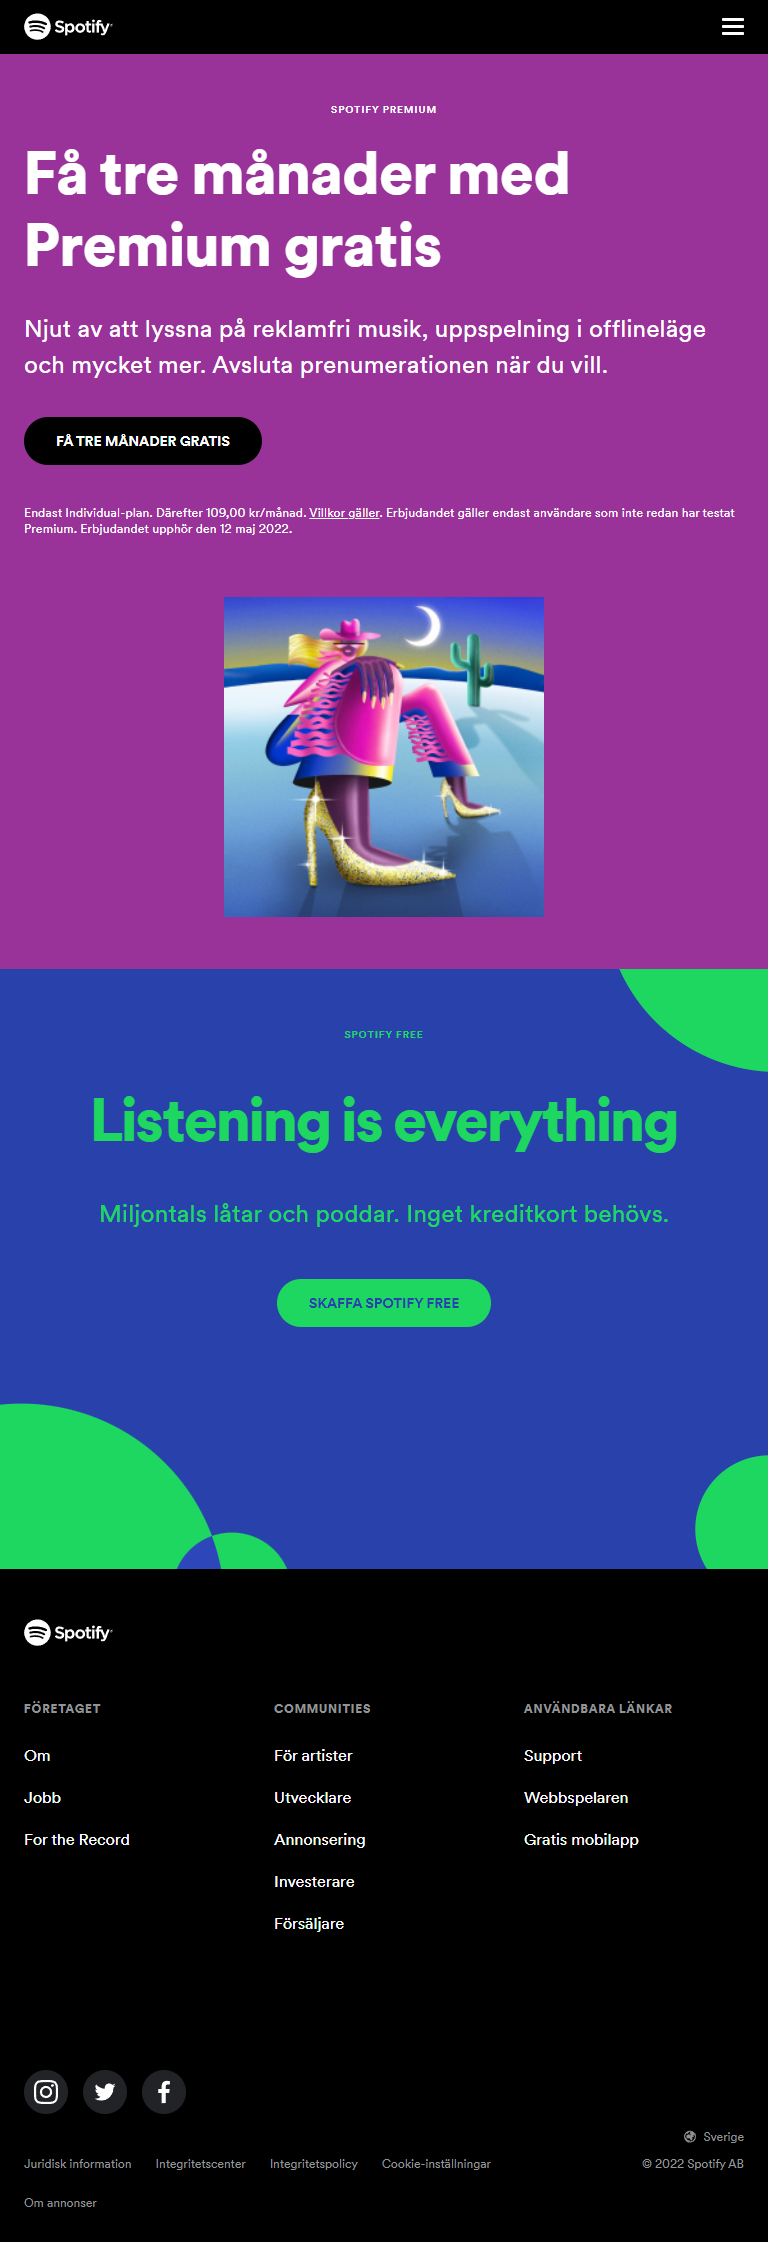 Spotify
SPOTIFY PREMIUM
Få tre månader med
Premium gratis
Njut av att lyssna på reklamfri musik, uppspelning i offlineläge
och mycket mer. Avsluta prenumerationen när du vill.
FÅ TRE MÅNADER GRATIS
Endast Individual-plan. Därefter 109,00 kr/månad. Villkor gäller. Erbjudandet gäller endast användare som inte redan har testat
Premium. Erbjudandet upphör den 12 maj 2022.
SPOTIFY FREE
Listening is everything
Miljontals låtar och poddar. Inget kreditkort behövs.
SKAFFA SPOTIFY FREE
Spotify
FÖRETAGET
Om
Jobb
For the Record
COMMUNITIES
För artister
Utvecklare
Annonsering
Investerare
Försäljare
ANVÄNDBARA LÄNKAR
Support
Webbspelaren
Gratis mobilapp
Sverige
Juridisk information Integritetscenter Integritetspolicy Cookie-inställningar
© 2022 Spotify AB
Om annonser